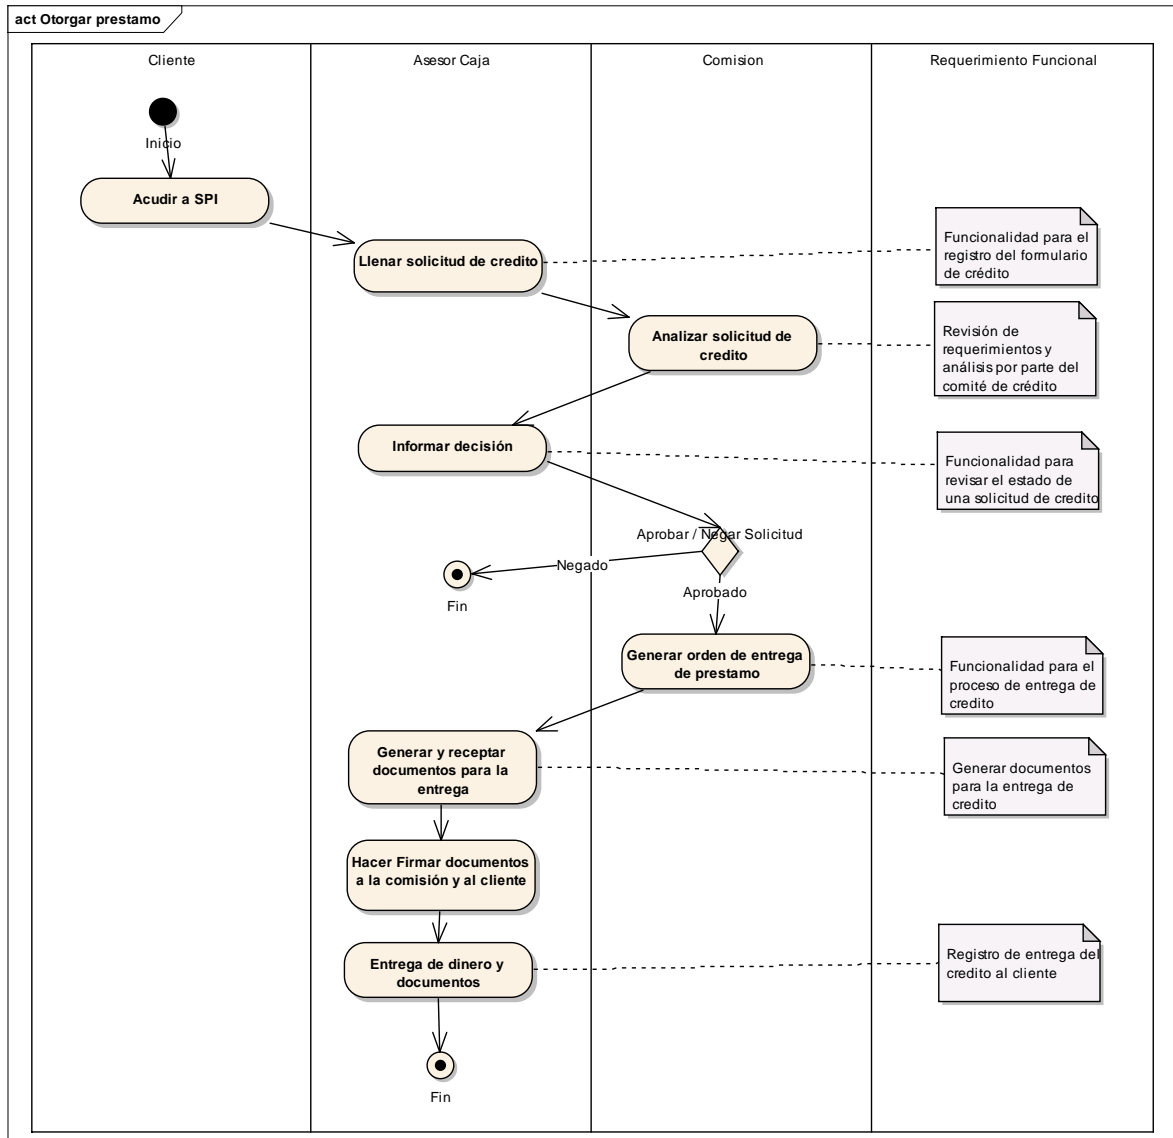 act Otorgar prestamo
Cliente
Asesor Caja
Comision
Requerimiento Funcional
Inicio
Acudir a SPI
Llenar solicitud de credito
Funcionalidad para el
registro del formulario
de crédito
Analizar solicitud de
credito
Revisión de
requerimientos y
análisis por parte del
comité de crédito
Informar decisión
Funcionalidad para
revisar el estado de
una solicitud de credito
Aprobar / Negar Solicitud
Negado
Fin
Aprobado
Generar orden de entrega
de prestamo
Funcionalidad para el
proceso de entrega de
credito
Generar y receptar
documentos para la
entrega
Generar documentos
para la entrega de
credito
Hacer Firmar documentos
a la comisión y al cliente
Entrega de dinero y
documentos
Registro de entrega del
credito al cliente
Fin